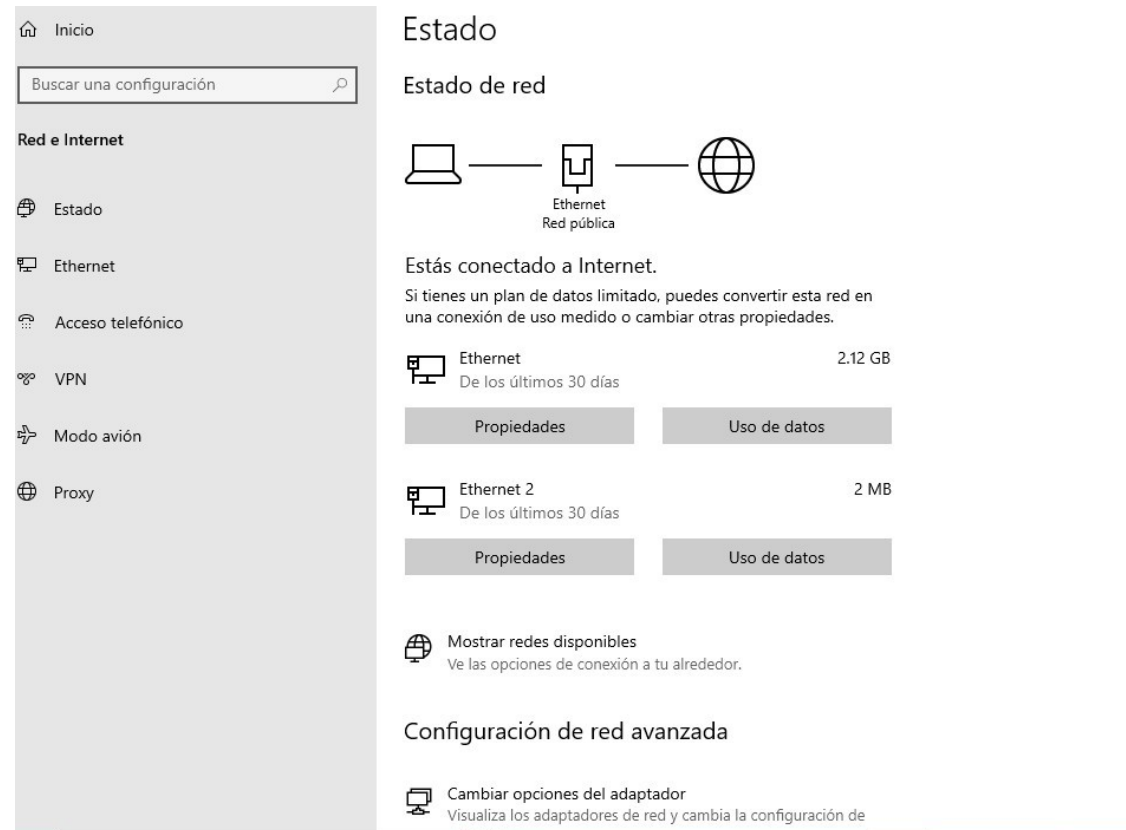 Inicio
Buscar una configuración
Red e Internet
Estado
Ethernet
Acceso telefónico
VPN
Modo avión
Proxy
Estado
Estado de red
Ethernet
Red pública
Estás conectado a Internet.
Si tienes un plan de datos limitado, puedes convertir esta red en
una conexión de uso medido o cambiar otras propiedades.
Ethernet 2.12 GB
De los últimos 30 días
Propiedades Uso de datos
Ethernet 2 2 MB
De los últimos 30 días
Propiedades Uso de datos
Mostrar redes disponibles
Ve las opciones de conexión a tu alrededor.
Configuración de red avanzada
Cambiar opciones del adaptador
Visualiza los adaptadores de red y cambia la configuración de